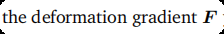 the deformation gradient F